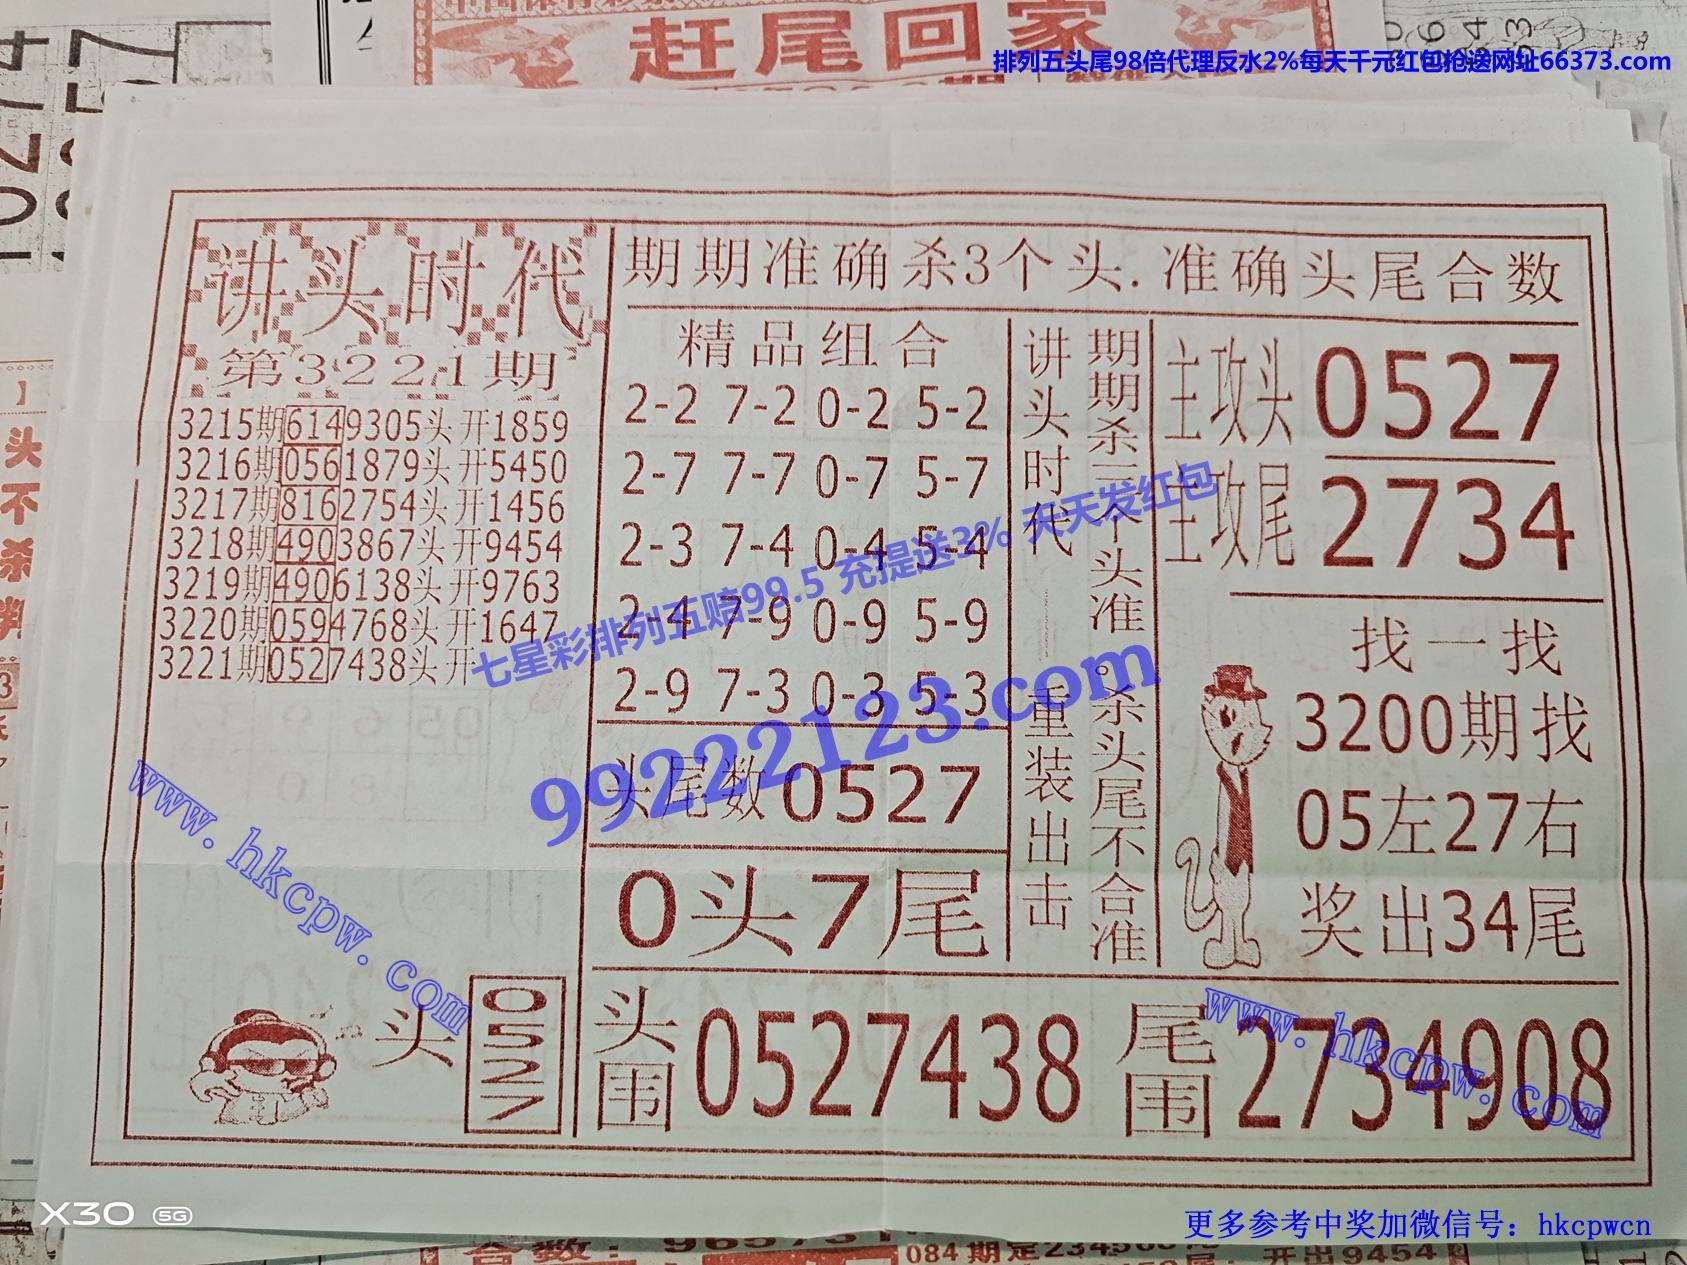 赶尾回家
排列五头尾98倍代理反水2%每天千元红包抢送网址66373.com
讲头时代
第3221期
3215期6149305头开1859
3216期0561879头开5450
3217期8162754头开1456
3218期4903867头开9454
3219期4906138头开9763
3220期0594768头开1647
3221期0527438头开
头
0527
期期准确杀3个头.准确头尾合数
精品组合
2-2 7-2 0-2 5-2
2-7 7-7 0-7 5-7
2-3 7-4 0-4 5-4
2-4 7-9 0-9 5-9
2-9 7-3 0-3 5-3
头尾数0527
0头7尾
讲头时代……重装出击
期期杀三个头准。杀头尾不合准
主攻头 0527
主攻尾 2734
找一找
3200期找
05左27右
奖出34尾
头围 0527438
尾围 2734908
七星彩排列五赔99.5 充提送3% 天天发红包
99222123.com
www.hkcpw.com
www.hkcpw.com
头
不
杀
X30 5G
合数:
084期定
开出9454
更多参考中奖加微信号：hkcpwcn